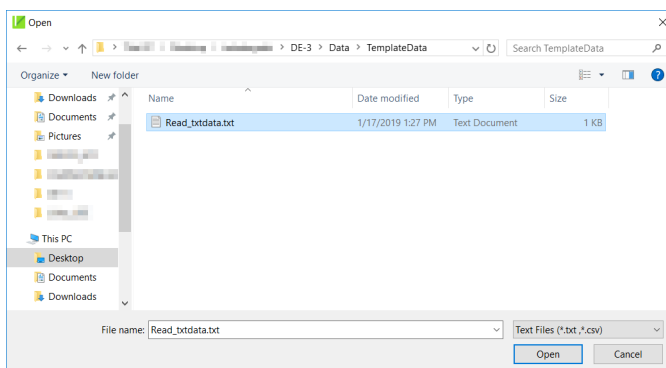 Open
DE-3 > Data > TemplateData
Search TemplateData
Organize
New folder
Name
Date modified
Type
Size
Read_txtdata.txt
1/17/2019 1:27 PM
Text Document
1 KB
Downloads
Documents
Pictures
This PC
Desktop
Documents
Downloads
File name:
Read_txtdata.txt
Text Files (*.txt ,*.csv)
Open
Cancel